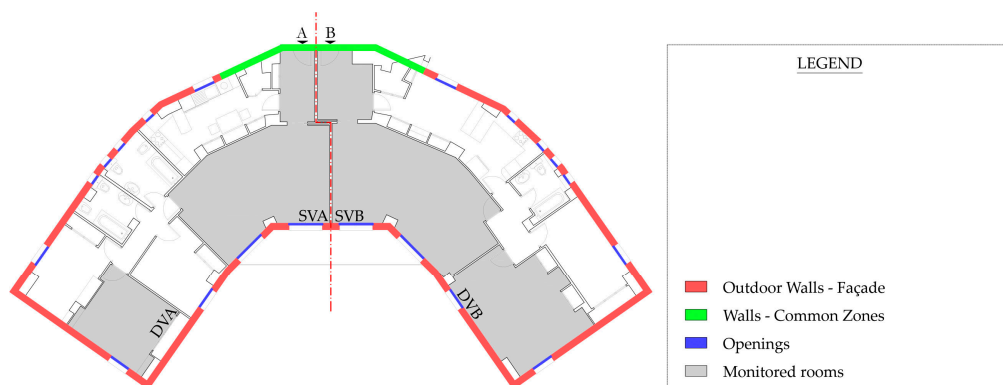 A B
SVA SVB
DVA
DVB
LEGEND
Outdoor Walls - Façade
Walls - Common Zones
Openings
Monitored rooms